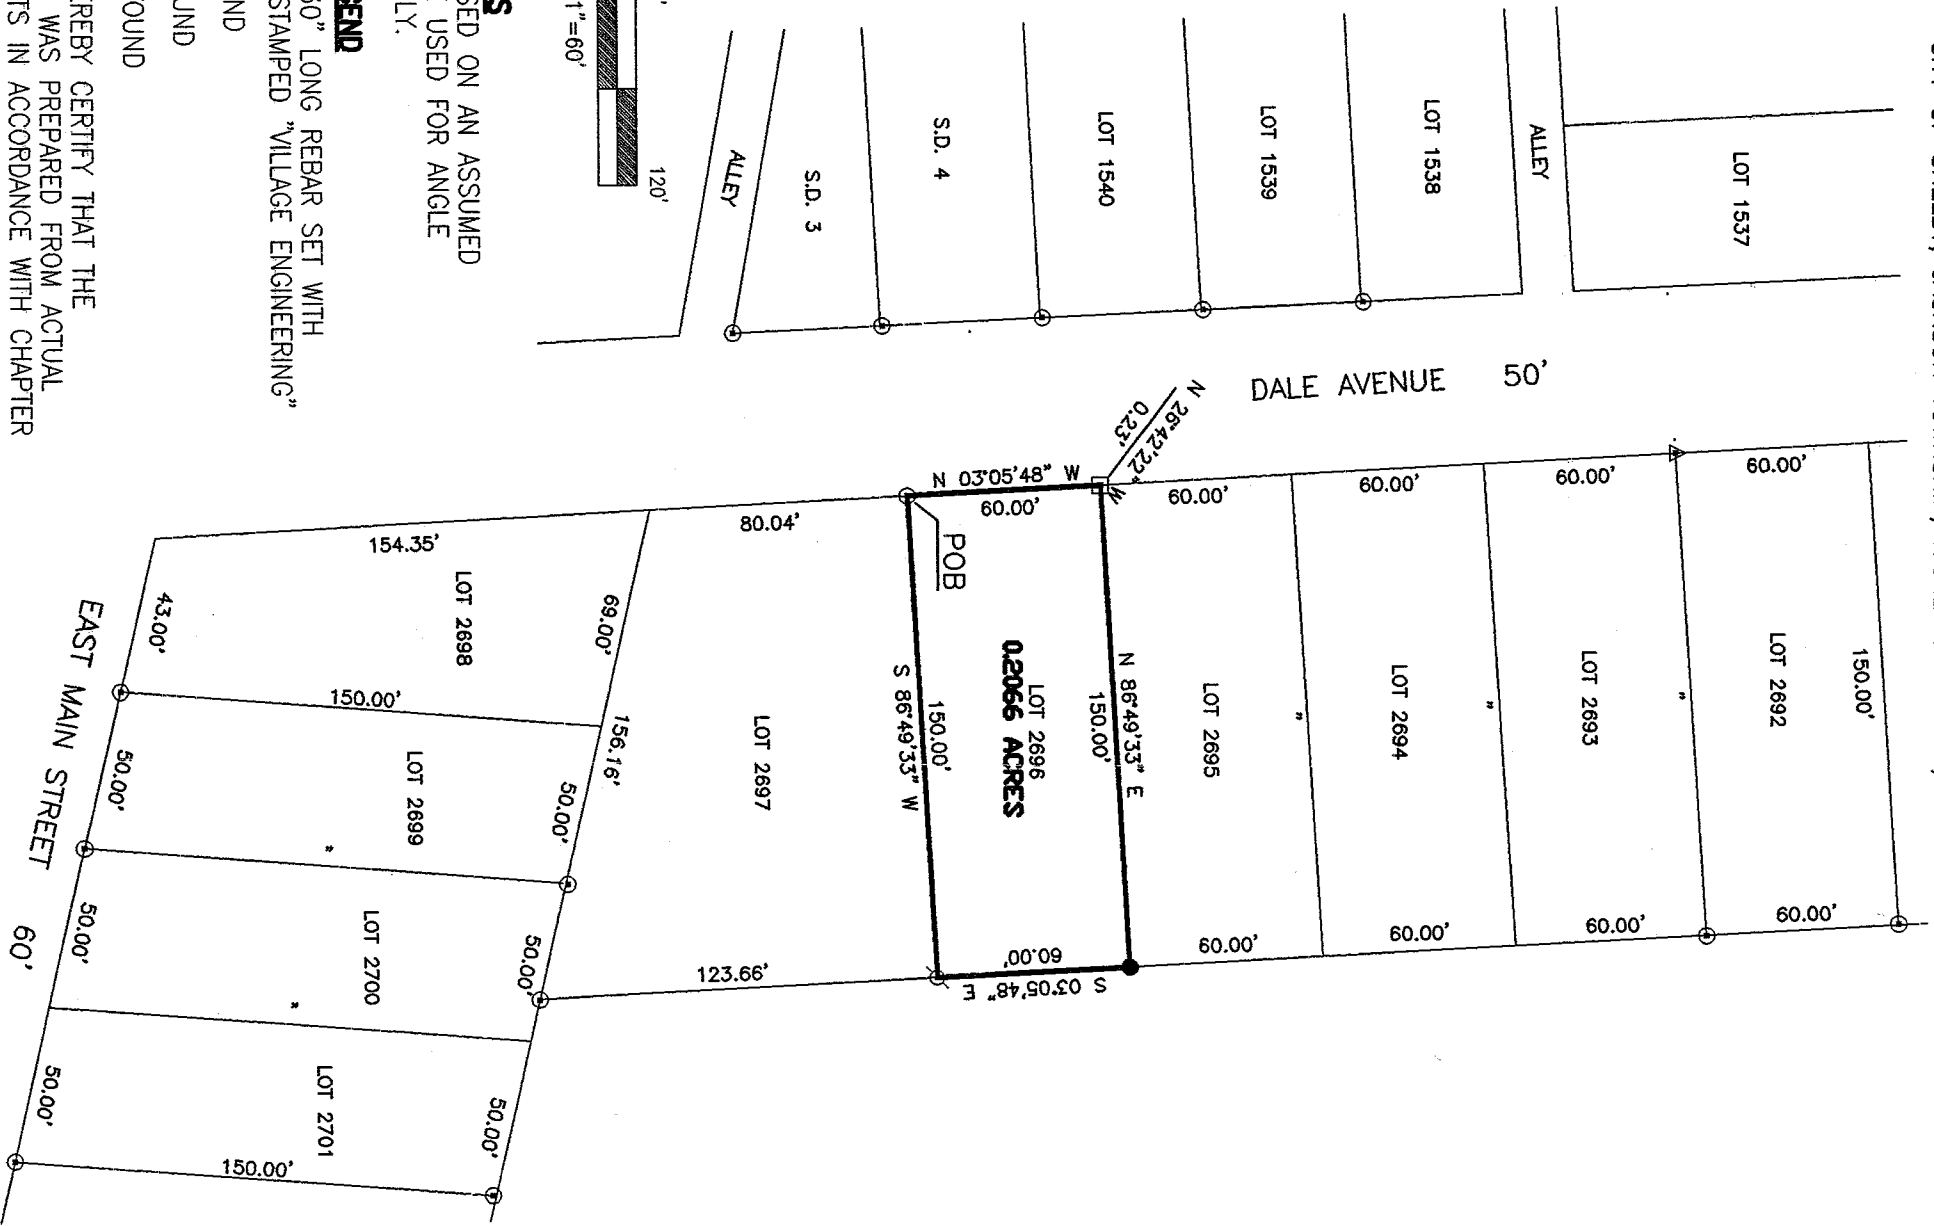 LOT 1537
ALLEY
LOT 1538
LOT 1539
LOT 1540
S.D. 4
S.D. 3
ALLEY
120'
1"=60'
S
SED ON AN ASSUMED
USED FOR ANGLE
LY.
GEND
30" LONG REBAR SET WITH
STAMPED "VILLAGE ENGINEERING"
ND
UND
OUND
EREBY CERTIFY THAT THE
WAS PREPARED FROM ACTUAL
TS IN ACCORDANCE WITH CHAPTER
DALE AVENUE 50'
N 26°42'22" W
0.23'
N 03°05'48" W
60.00'
60.00'
60.00'
60.00'
60.00'
80.04'
154.35'
POB
150.00'
LOT 2692
"
LOT 2693
"
LOT 2694
"
LOT 2695
N 86°49'33" E
150.00'
LOT 2696
0.2066 ACRES
150.00'
S 86°49'33" W
60.00'
60.00'
60.00'
60.00'
60.00'
S 03°05'48" E
LOT 2697
123.66'
69.00'
156.16'
50.00'
50.00'
50.00'
LOT 2698
150.00'
LOT 2699
"
LOT 2700
"
LOT 2701
150.00'
43.00'
50.00'
50.00'
50.00'
EAST MAIN STREET 60'